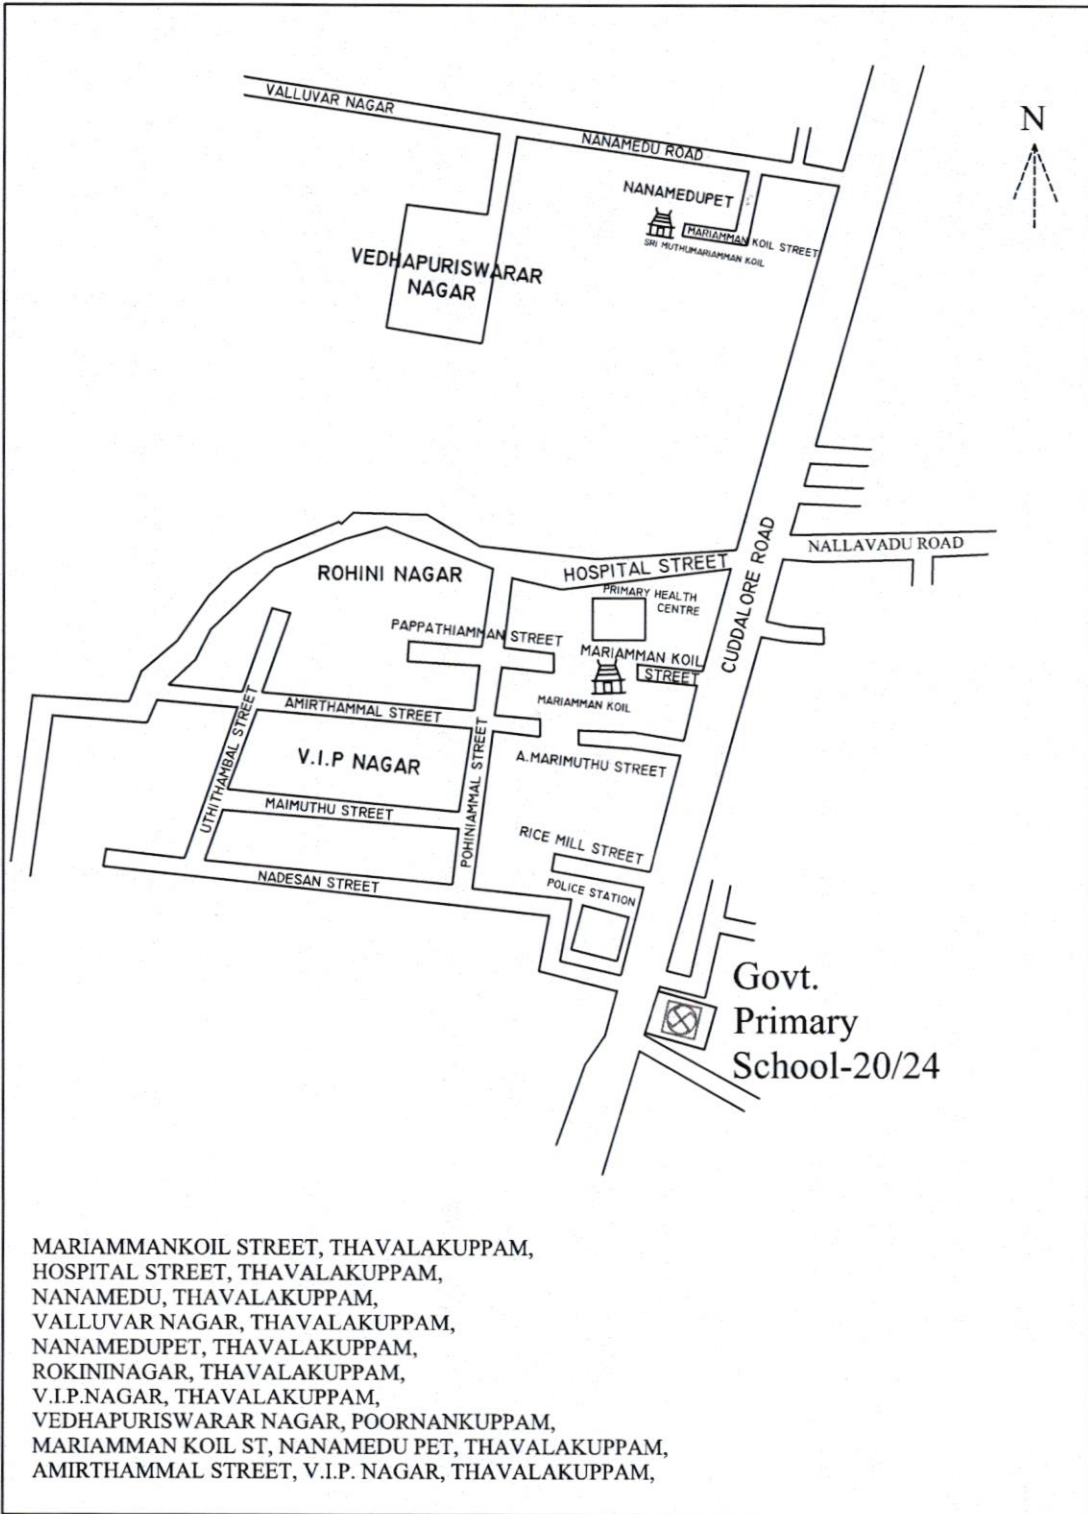 N
VALLUVAR NAGAR
NANAMEDU ROAD
NANAMEDUPET
MARIAMMAN KOIL STREET
SRI MUTHUMARIAMMAN KOIL
VEDHAPURISWARAR
NAGAR
CUDDALORE ROAD
NALLAVADU ROAD
HOSPITAL STREET
ROHINI NAGAR
PRIMARY HEALTH
CENTRE
PAPPATHIAMMAN STREET
MARIAMMAN KOIL
STREET
MARIAMMAN KOIL
AMIRTHAMMAL STREET
UTHITHAMBAL STREET
V.I.P NAGAR
POHINIAMMAL STREET
A.MARIMUTHU STREET
MAIMUTHU STREET
RICE MILL STREET
NADESAN STREET
POLICE STATION
Govt.
Primary
School-20/24
MARIAMMANKOIL STREET, THAVALAKUPPAM,
HOSPITAL STREET, THAVALAKUPPAM,
NANAMEDU, THAVALAKUPPAM,
VALLUVAR NAGAR, THAVALAKUPPAM,
NANAMEDUPET, THAVALAKUPPAM,
ROKININAGAR, THAVALAKUPPAM,
V.I.P.NAGAR, THAVALAKUPPAM,
VEDHAPURISWARAR NAGAR, POORNANKUPPAM,
MARIAMMAN KOIL ST, NANAMEDU PET, THAVALAKUPPAM,
AMIRTHAMMAL STREET, V.I.P. NAGAR, THAVALAKUPPAM,